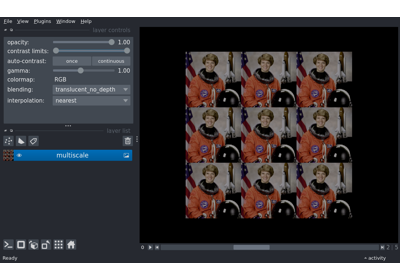 File View Plugins Window Help
layer controls
opacity: 1.00
contrast limits:
auto-contrast: once continuous
gamma: 1.00
colormap: RGB
blending: translucent_no_depth
interpolation: nearest
layer list
multiscale
0
Ready
activity